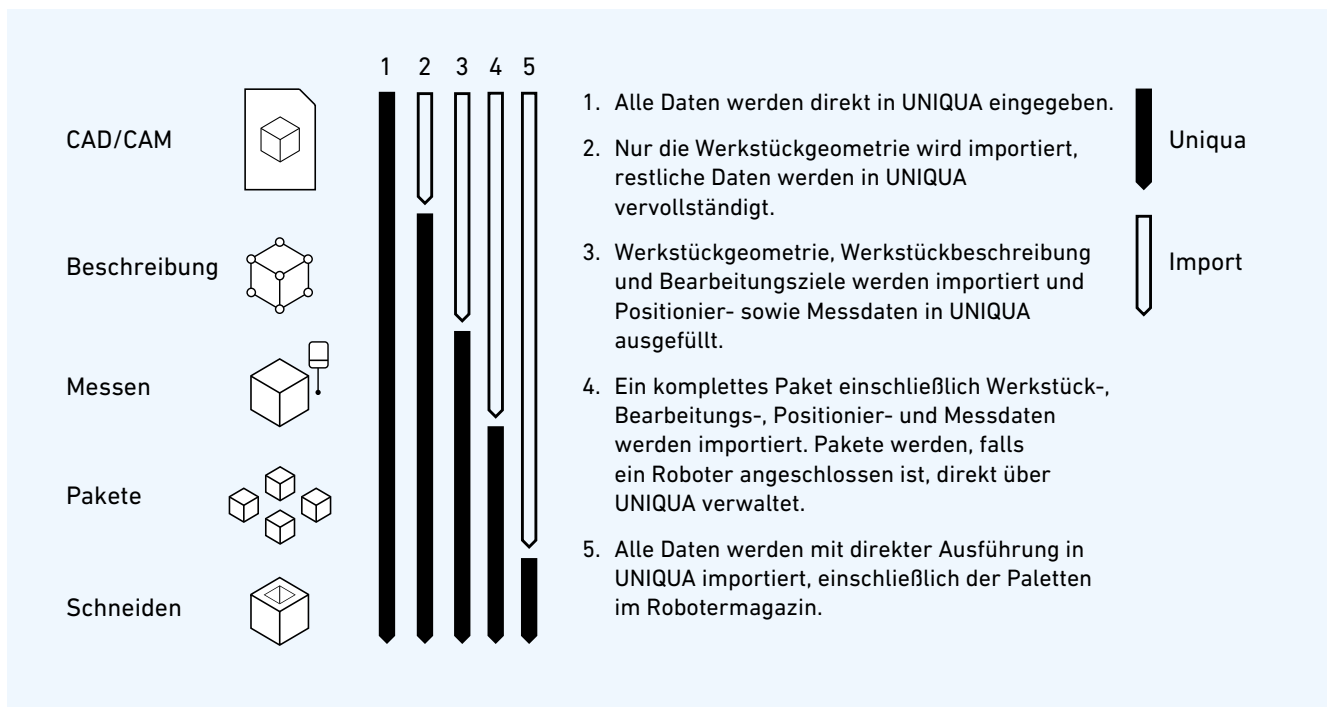 1 2 3 4 5
CAD/CAM
Beschreibung
Messen
Pakete
Schneiden
1. Alle Daten werden direkt in UNIQUA eingegeben.
2. Nur die Werkstückgeometrie wird importiert,
restliche Daten werden in UNIQUA
vervollständigt.
3. Werkstückgeometrie, Werkstückbeschreibung
und Bearbeitungsziele werden importiert und
Positionier- sowie Messdaten in UNIQUA
ausgefüllt.
4. Ein komplettes Paket einschließlich Werkstück-,
Bearbeitungs-, Positionier- und Messdaten
werden importiert. Pakete werden, falls
ein Roboter angeschlossen ist, direkt über
UNIQUA verwaltet.
5. Alle Daten werden mit direkter Ausführung in
UNIQUA importiert, einschließlich der Paletten
im Robotermagazin.
Uniqua
Import